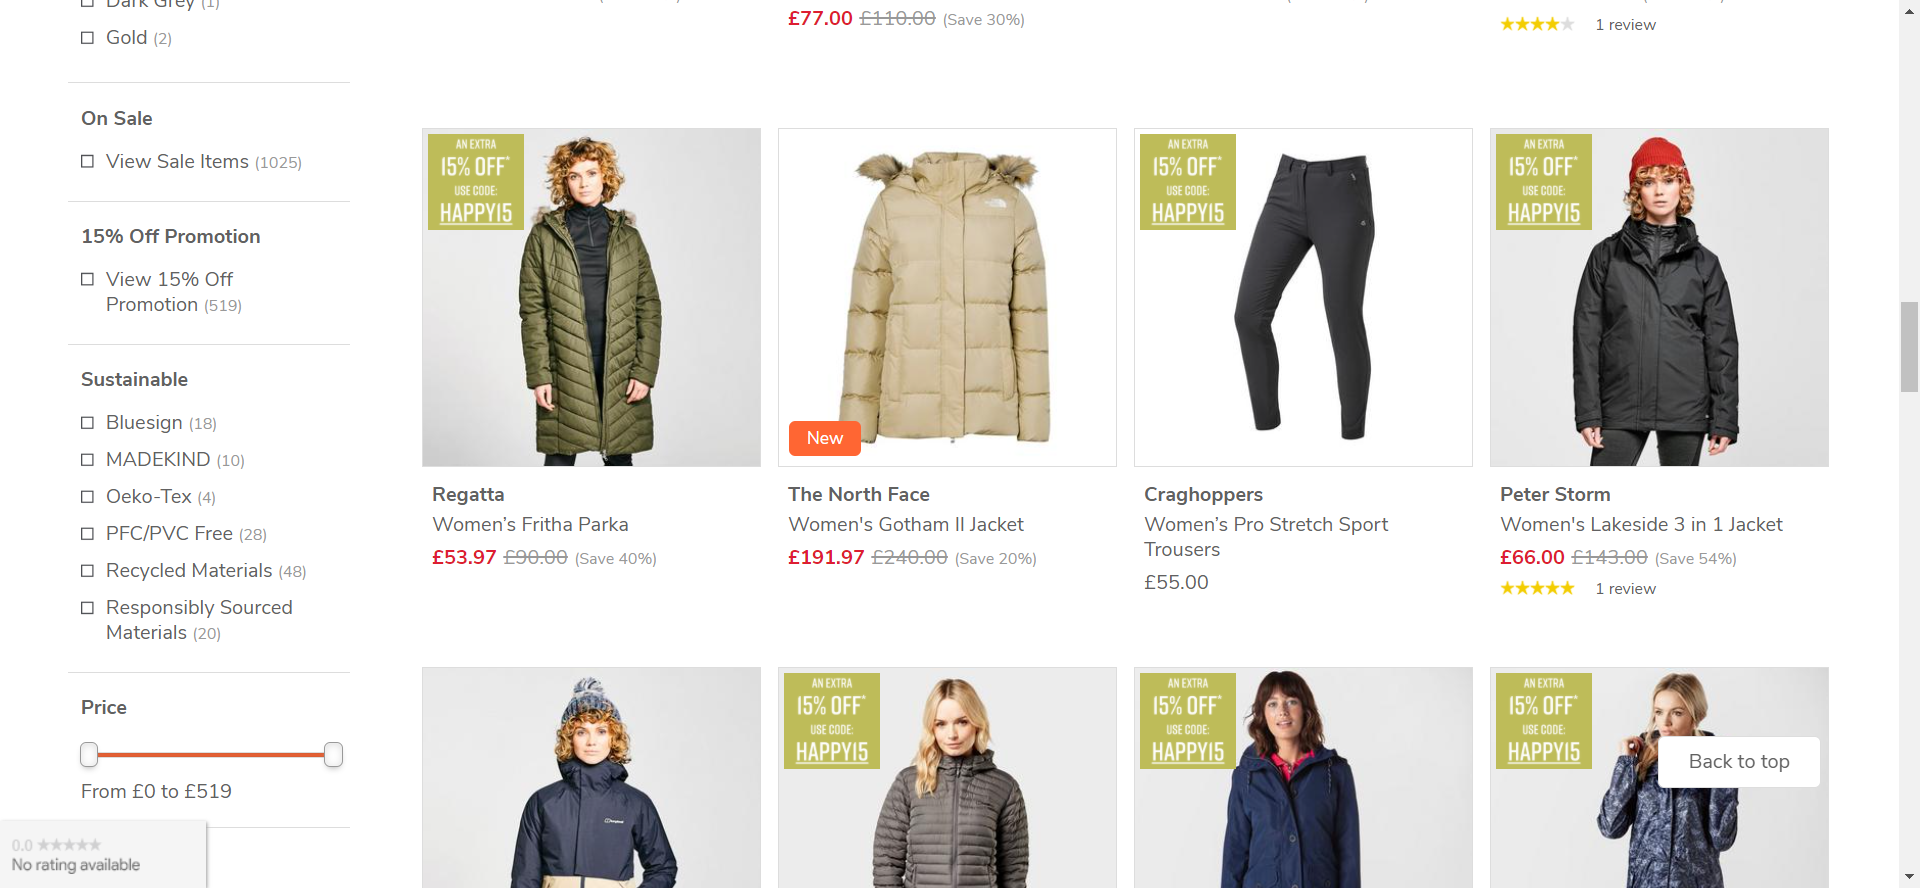 Dark Grey (1)
Gold (2)
On Sale
View Sale Items (1025)
15% Off Promotion
View 15% Off
Promotion (519)
Sustainable
Bluesign (18)
MADEKIND (10)
Oeko-Tex (4)
PFC/PVC Free (28)
Recycled Materials (48)
Responsibly Sourced
Materials (20)
Price
From £0 to £519
0.0
No rating available
£77.00 £110.00 (Save 30%)
1 review
AN EXTRA
15% OFF*
USE CODE:
HAPPY15
Regatta
Women’s Fritha Parka
£53.97 £90.00 (Save 40%)
New
The North Face
Women's Gotham II Jacket
£191.97 £240.00 (Save 20%)
AN EXTRA
15% OFF*
USE CODE:
HAPPY15
Craghoppers
Women’s Pro Stretch Sport
Trousers
£55.00
AN EXTRA
15% OFF*
USE CODE:
HAPPY15
Peter Storm
Women's Lakeside 3 in 1 Jacket
£66.00 £143.00 (Save 54%)
1 review
AN EXTRA
15% OFF*
USE CODE:
HAPPY15
AN EXTRA
15% OFF*
USE CODE:
HAPPY15
AN EXTRA
15% OFF*
USE CODE:
HAPPY15
Back to top